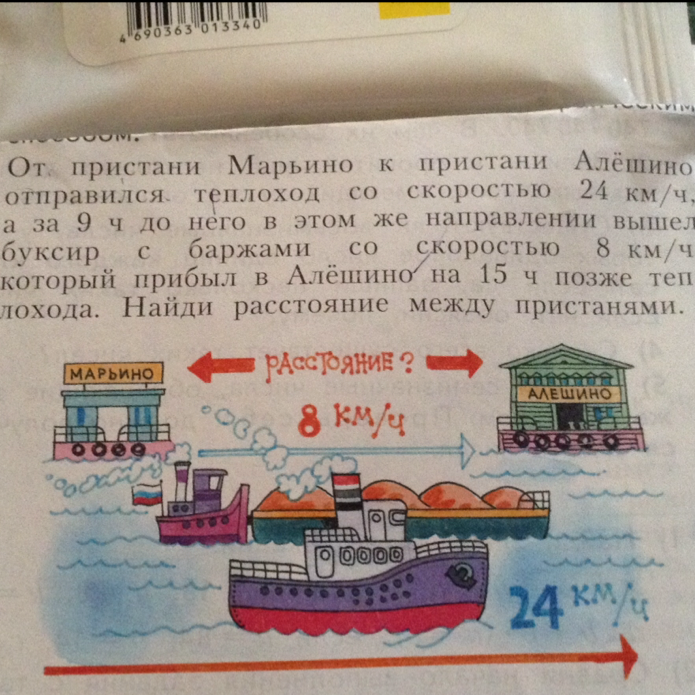 4690363013340
способом.
От пристани Марьино к пристани Алёшино
отправился теплоход со скоростью 24 км/ч,
а за 9 ч до него в этом же направлении вышел
буксир с баржами со скоростью 8 км/ч
который прибыл в Алёшино на 15 ч позже теп
лохода. Найди расстояние между пристанями.
МАРЬИНО
РАССТОЯНИЕ?
АЛЕШИНО
8 КМ/Ч
24 КМ/Ч